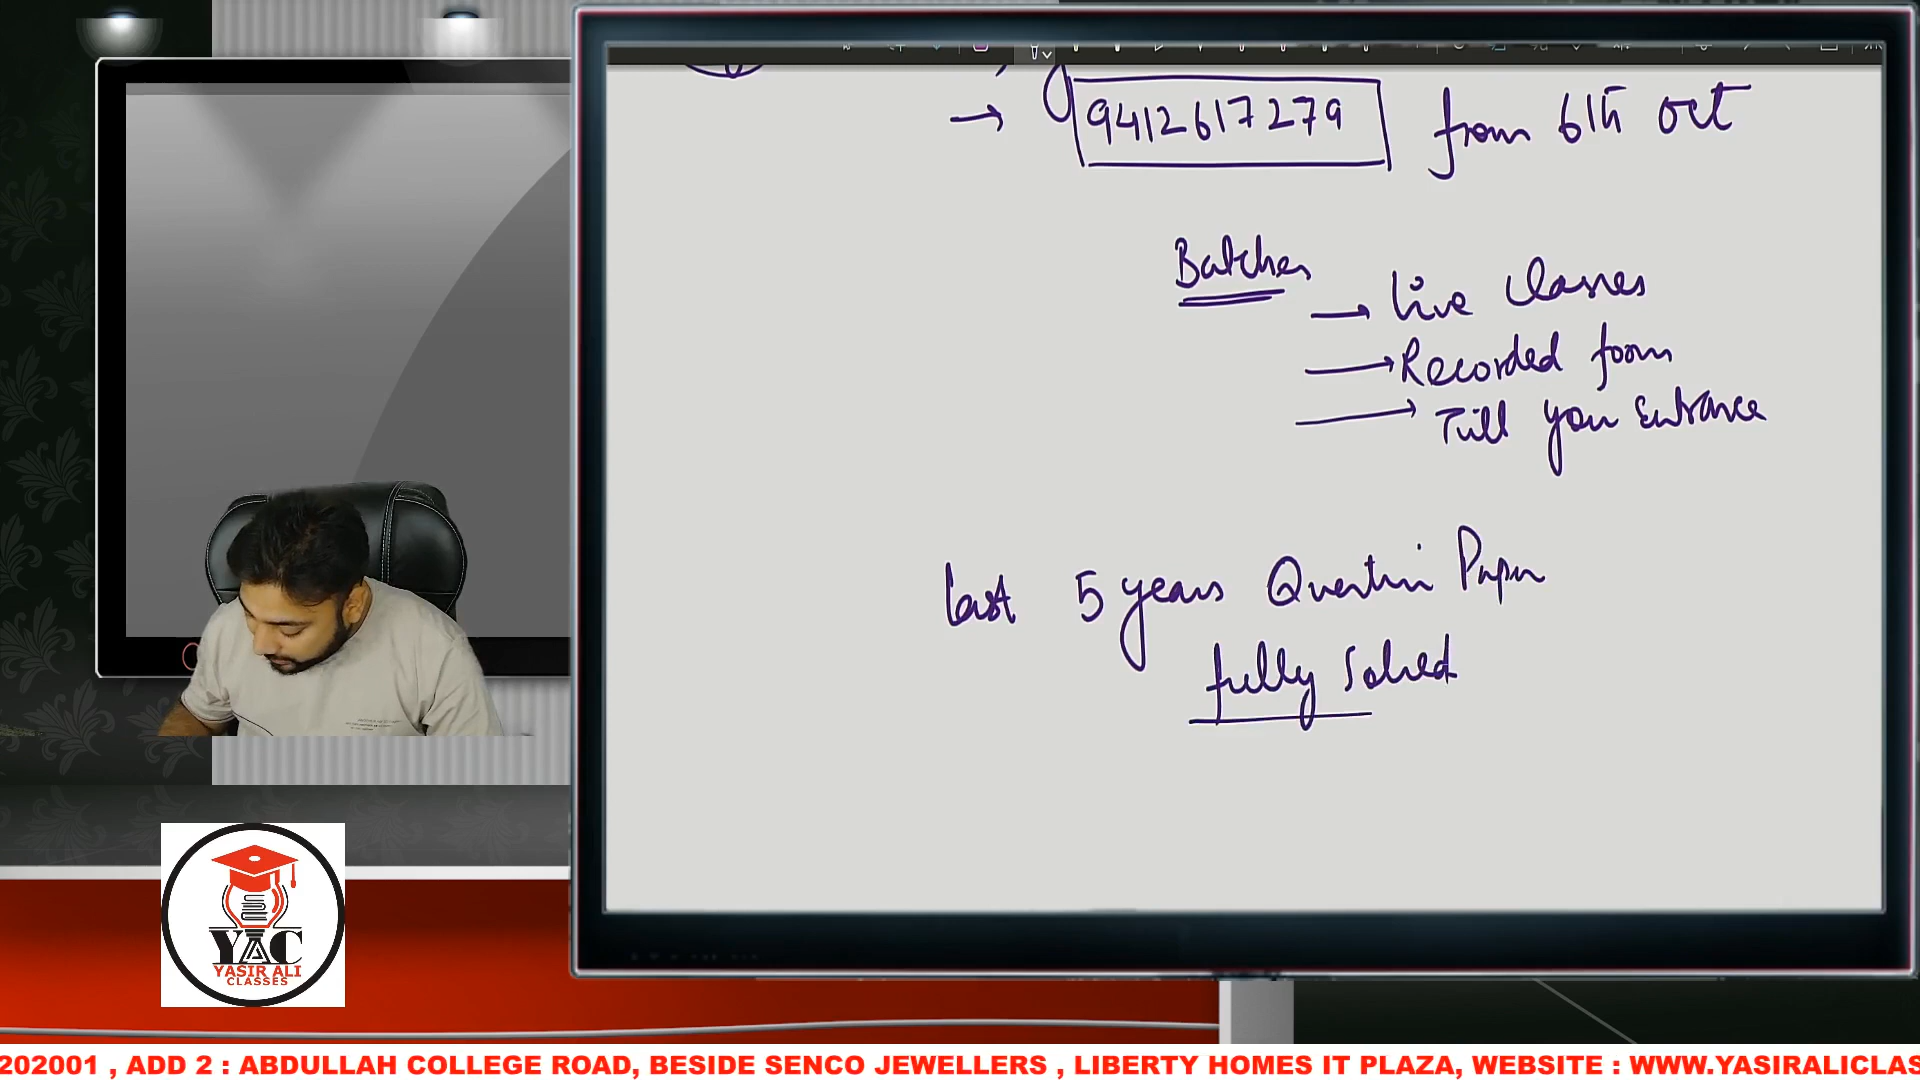 → 9412617279 from 6th oct
Batches
→ Live Classes
→ Recorded form
→ Till your Entrance
last 5 years Question Paper
fully Solved
YAC
YASIR ALI
CLASSES
202001 , ADD 2 : ABDULLAH COLLEGE ROAD, BESIDE SENCO JEWELLERS , LIBERTY HOMES IT PLAZA, WEBSITE : WWW.YASIRALICLAS